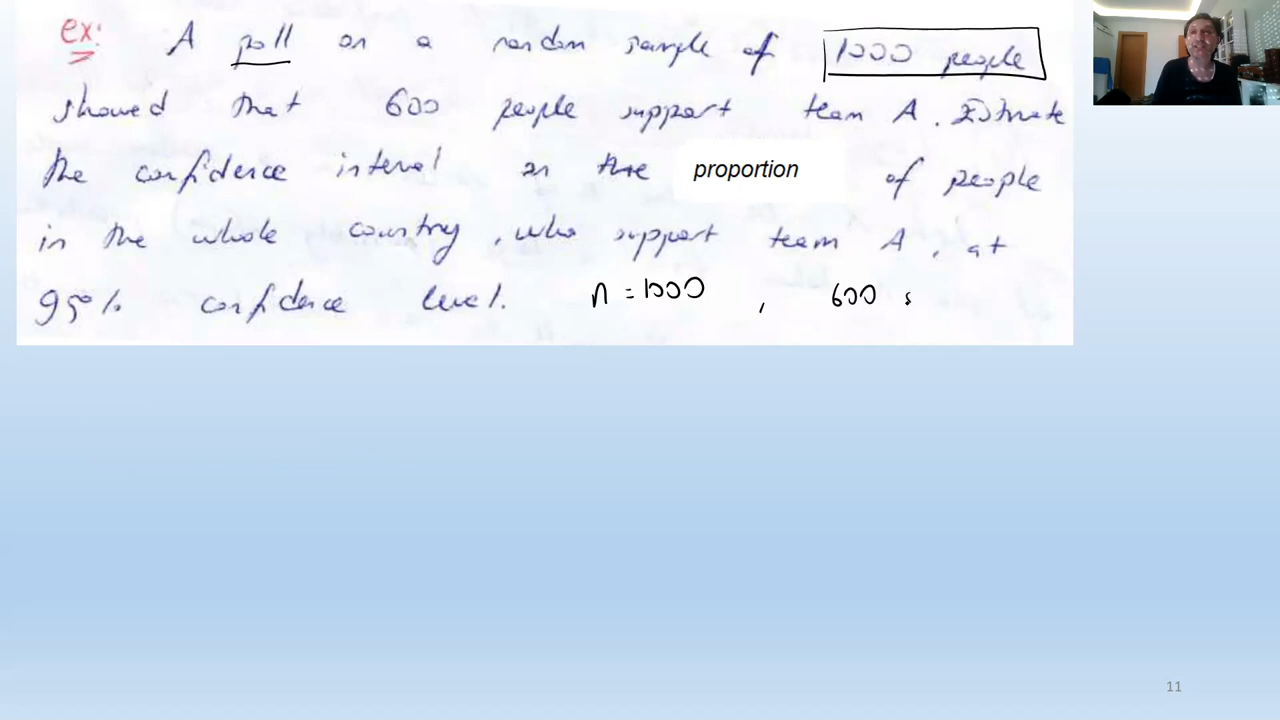 ex: A poll on a random sample of 1000 people
showed that 600 people support team A. Estimate
the confidence interval on the proportion of people
in the whole country, who support team A, at
95% confidence level. n = 1000 , 600 s
11